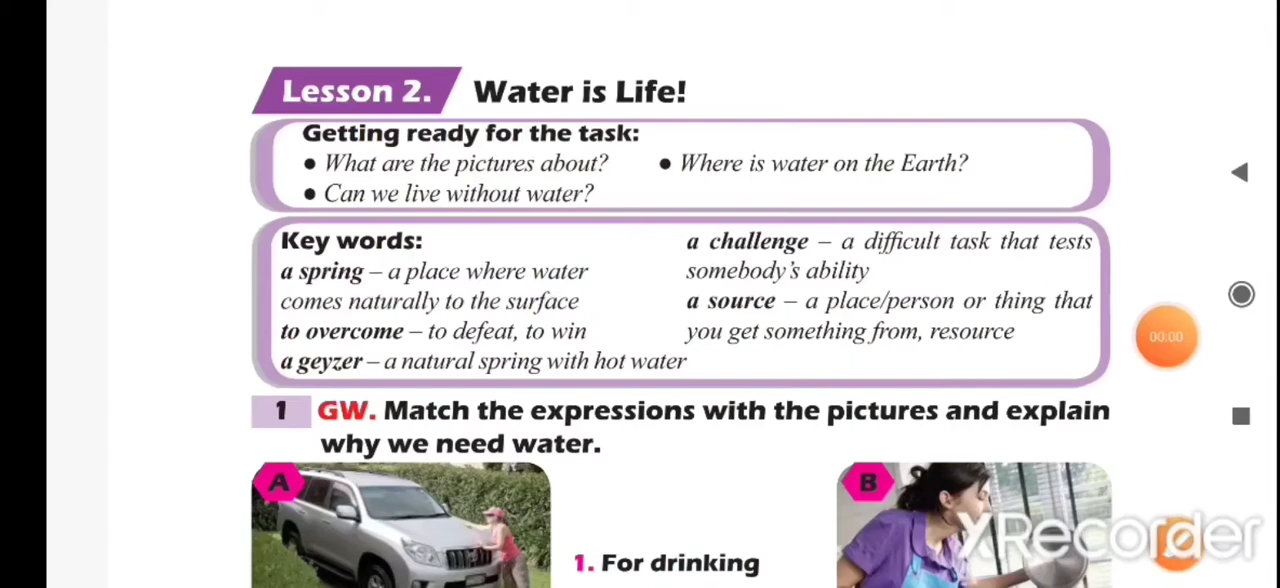 Lesson 2. Water is Life!
Getting ready for the task:
• What are the pictures about? • Where is water on the Earth?
• Can we live without water?
Key words:
a spring – a place where water
comes naturally to the surface
to overcome – to defeat, to win
a geyzer – a natural spring with hot water
a challenge – a difficult task that tests
somebody's ability
a source – a place/person or thing that
you get something from, resource
1 GW. Match the expressions with the pictures and explain
why we need water.
A
B
1. For drinking
00:00
XRecorder